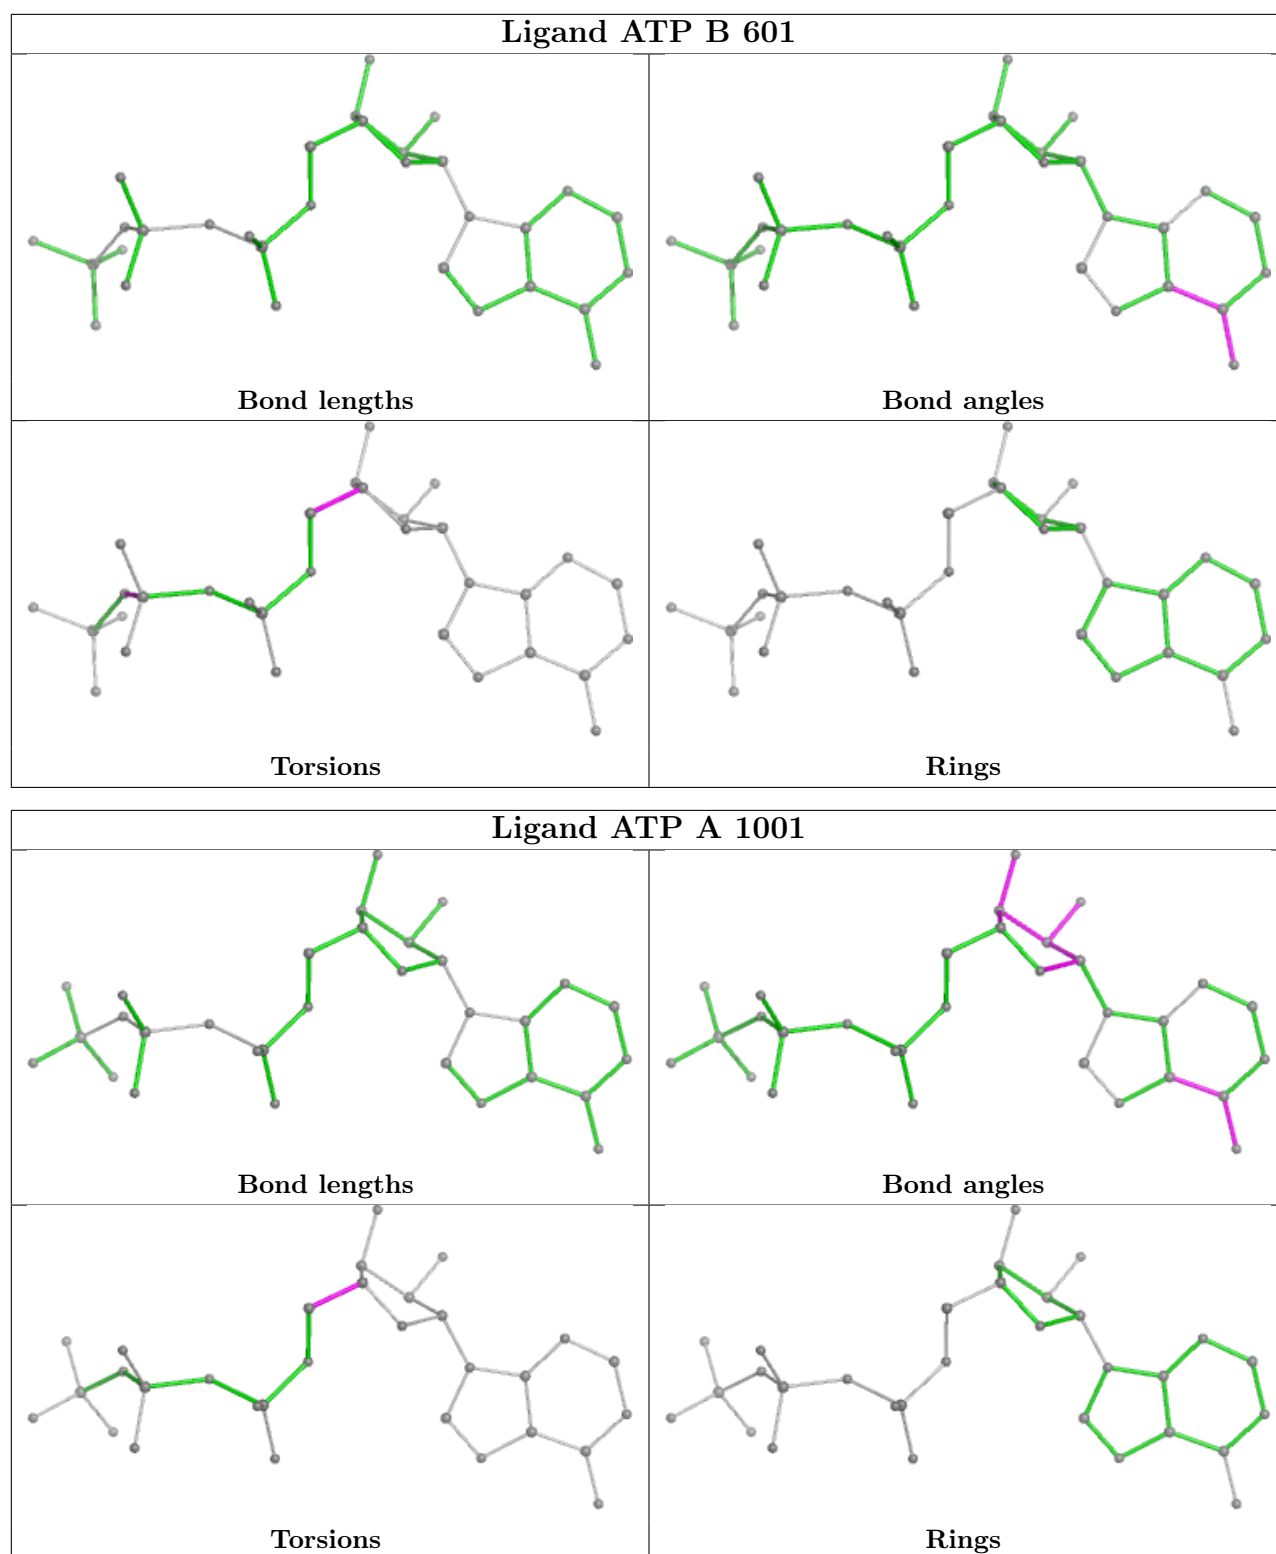 Ligand ATP B 601
Bond lengths
Bond angles
Torsions
Rings
Ligand ATP A 1001
Bond lengths
Bond angles
Torsions
Rings